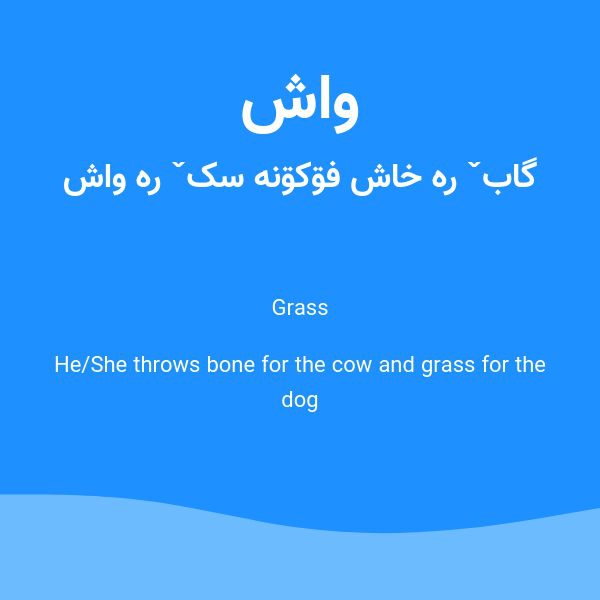 واش
گابˇ ره خاش فۊکۊنه سکˇ ره واش
Grass
He/She throws bone for the cow and grass for the
dog